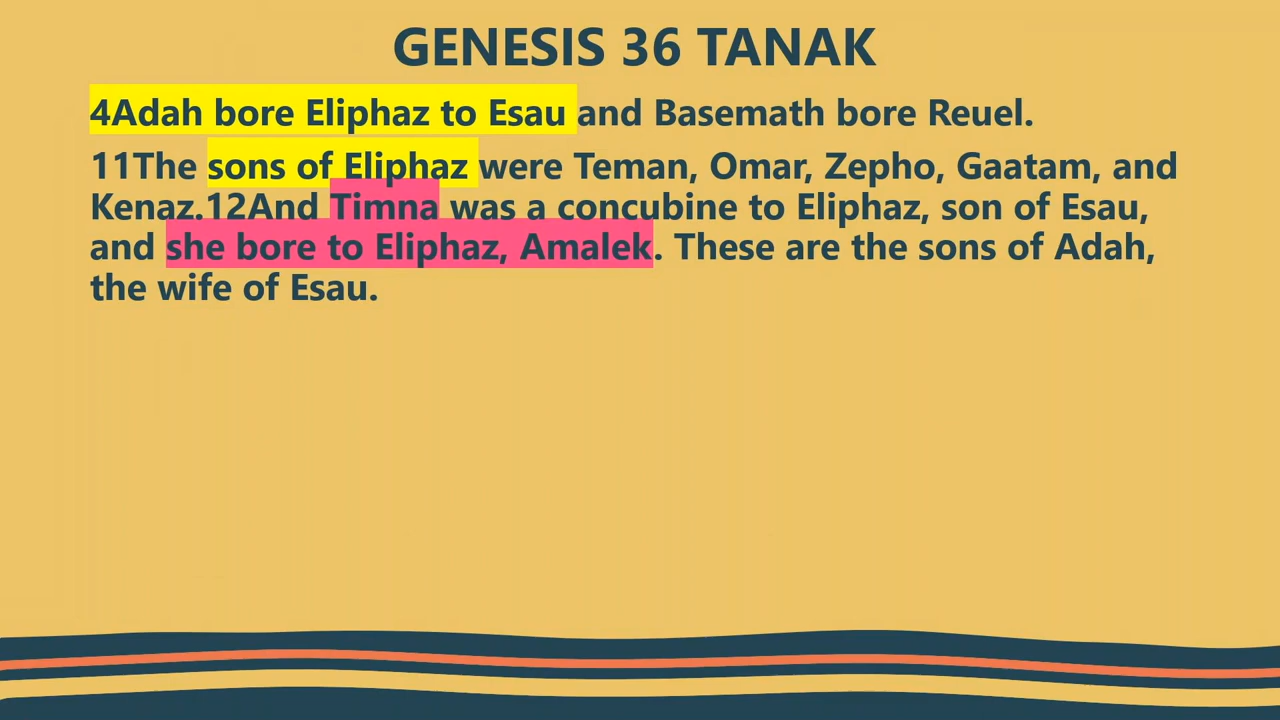 GENESIS 36 TANAK
4Adah bore Eliphaz to Esau and Basemath bore Reuel.
11The sons of Eliphaz were Teman, Omar, Zepho, Gaatam, and
Kenaz.12And Timna was a concubine to Eliphaz, son of Esau,
and she bore to Eliphaz, Amalek. These are the sons of Adah,
the wife of Esau.